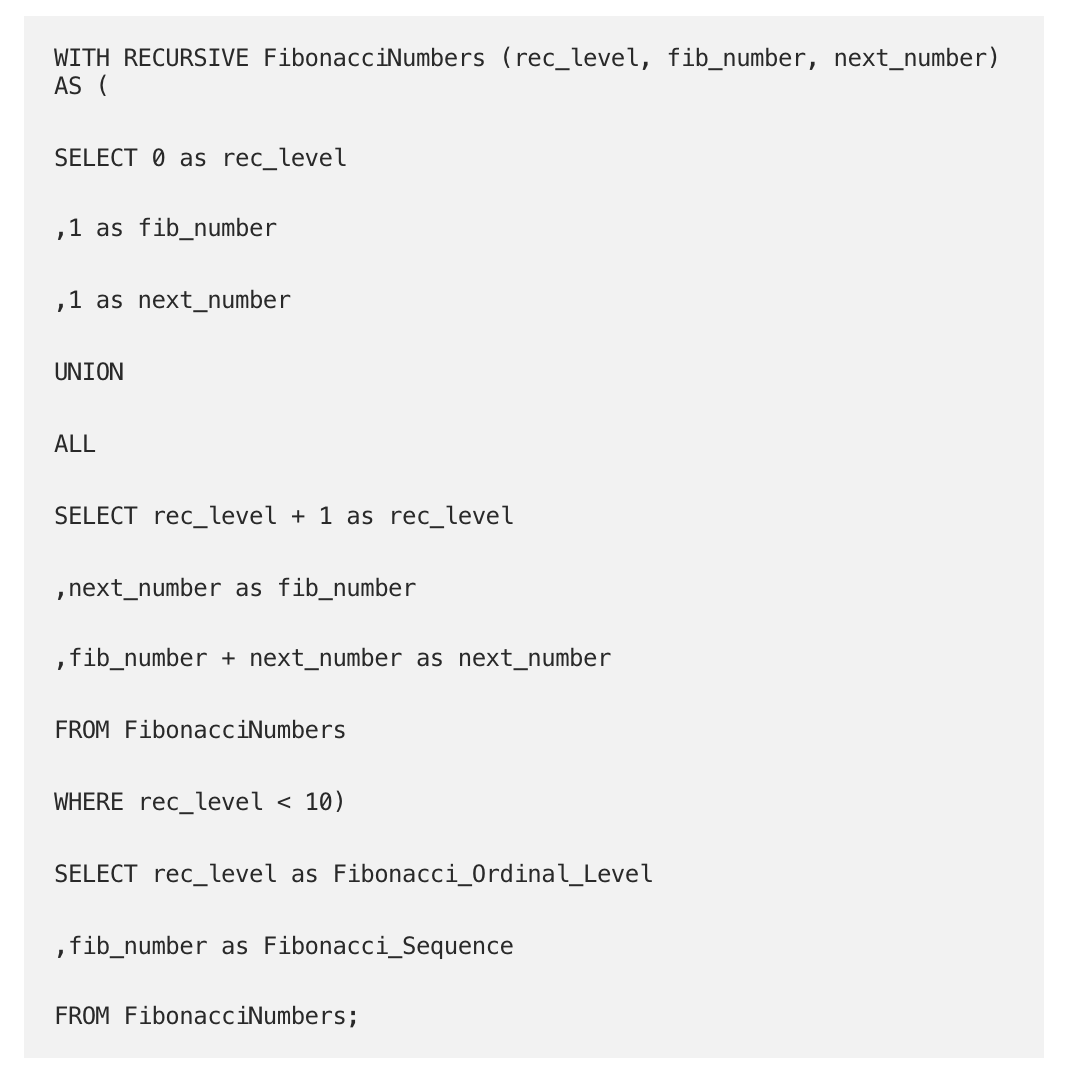 WITH RECURSIVE FibonacciNumbers (rec_level, fib_number, next_number)
AS (
SELECT 0 as rec_level
,1 as fib_number
,1 as next_number
UNION
ALL
SELECT rec_level + 1 as rec_level
,next_number as fib_number
,fib_number + next_number as next_number
FROM FibonacciNumbers
WHERE rec_level < 10)
SELECT rec_level as Fibonacci_Ordinal_Level
,fib_number as Fibonacci_Sequence
FROM FibonacciNumbers;